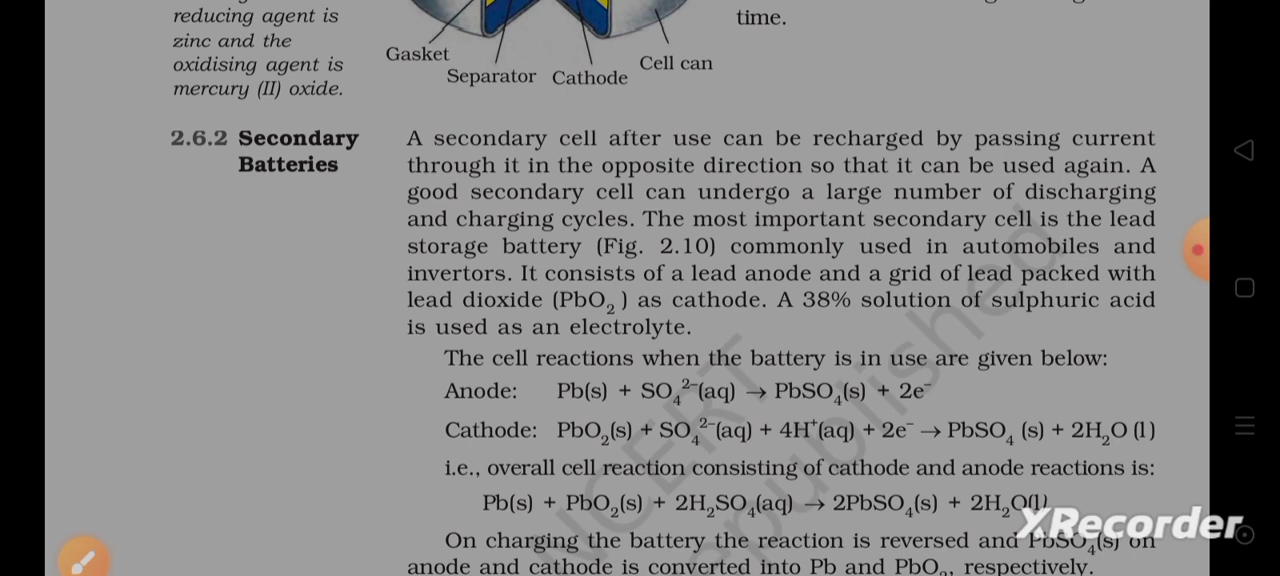 reducing agent is
zinc and the
oxidising agent is
mercury (II) oxide.
time.
Gasket
Separator Cathode
Cell can
2.6.2 Secondary
Batteries
A secondary cell after use can be recharged by passing current
through it in the opposite direction so that it can be used again. A
good secondary cell can undergo a large number of discharging
and charging cycles. The most important secondary cell is the lead
storage battery (Fig. 2.10) commonly used in automobiles and
invertors. It consists of a lead anode and a grid of lead packed with
lead dioxide (PbO₂ ) as cathode. A 38% solution of sulphuric acid
is used as an electrolyte.
The cell reactions when the battery is in use are given below:
Anode: Pb(s) + SO₄²⁻(aq) → PbSO₄(s) + 2e⁻
Cathode: PbO₂(s) + SO₄²⁻(aq) + 4H⁺(aq) + 2e⁻ → PbSO₄ (s) + 2H₂O (l)
i.e., overall cell reaction consisting of cathode and anode reactions is:
Pb(s) + PbO₂(s) + 2H₂SO₄(aq) → 2PbSO₄(s) + 2H₂O(l)
On charging the battery the reaction is reversed and PbSO₄(s) on
anode and cathode is converted into Pb and PbO₂, respectively.
XRecorder
NCERT
republished